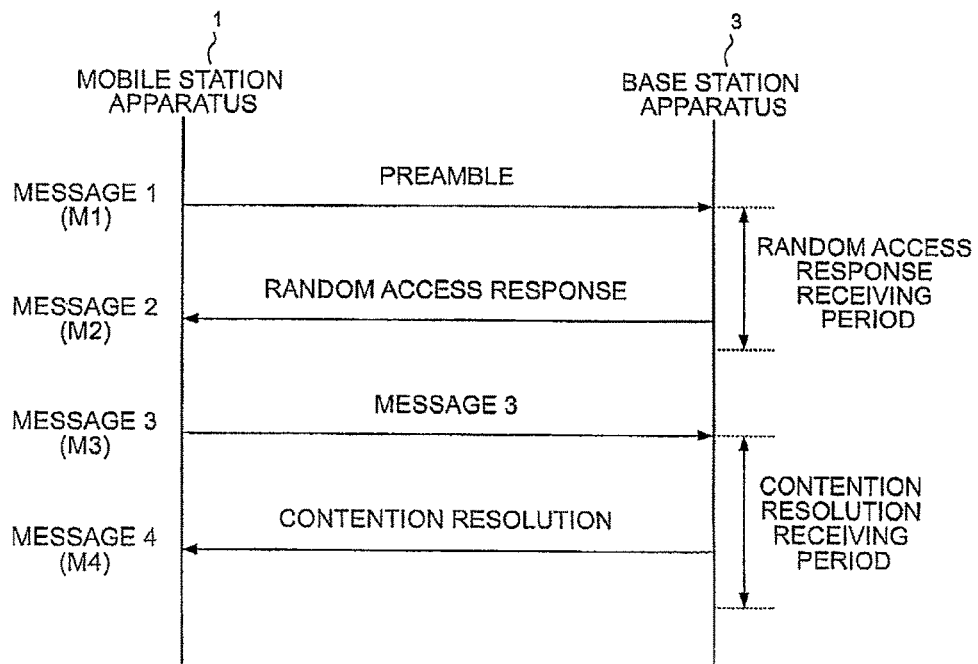 1
MOBILE STATION
APPARATUS
3
BASE STATION
APPARATUS
MESSAGE 1
(M1)
PREAMBLE
RANDOM ACCESS
RESPONSE
RECEIVING
PERIOD
MESSAGE 2
(M2)
RANDOM ACCESS RESPONSE
MESSAGE 3
(M3)
MESSAGE 3
CONTENTION
RESOLUTION
RECEIVING
PERIOD
MESSAGE 4
(M4)
CONTENTION RESOLUTION